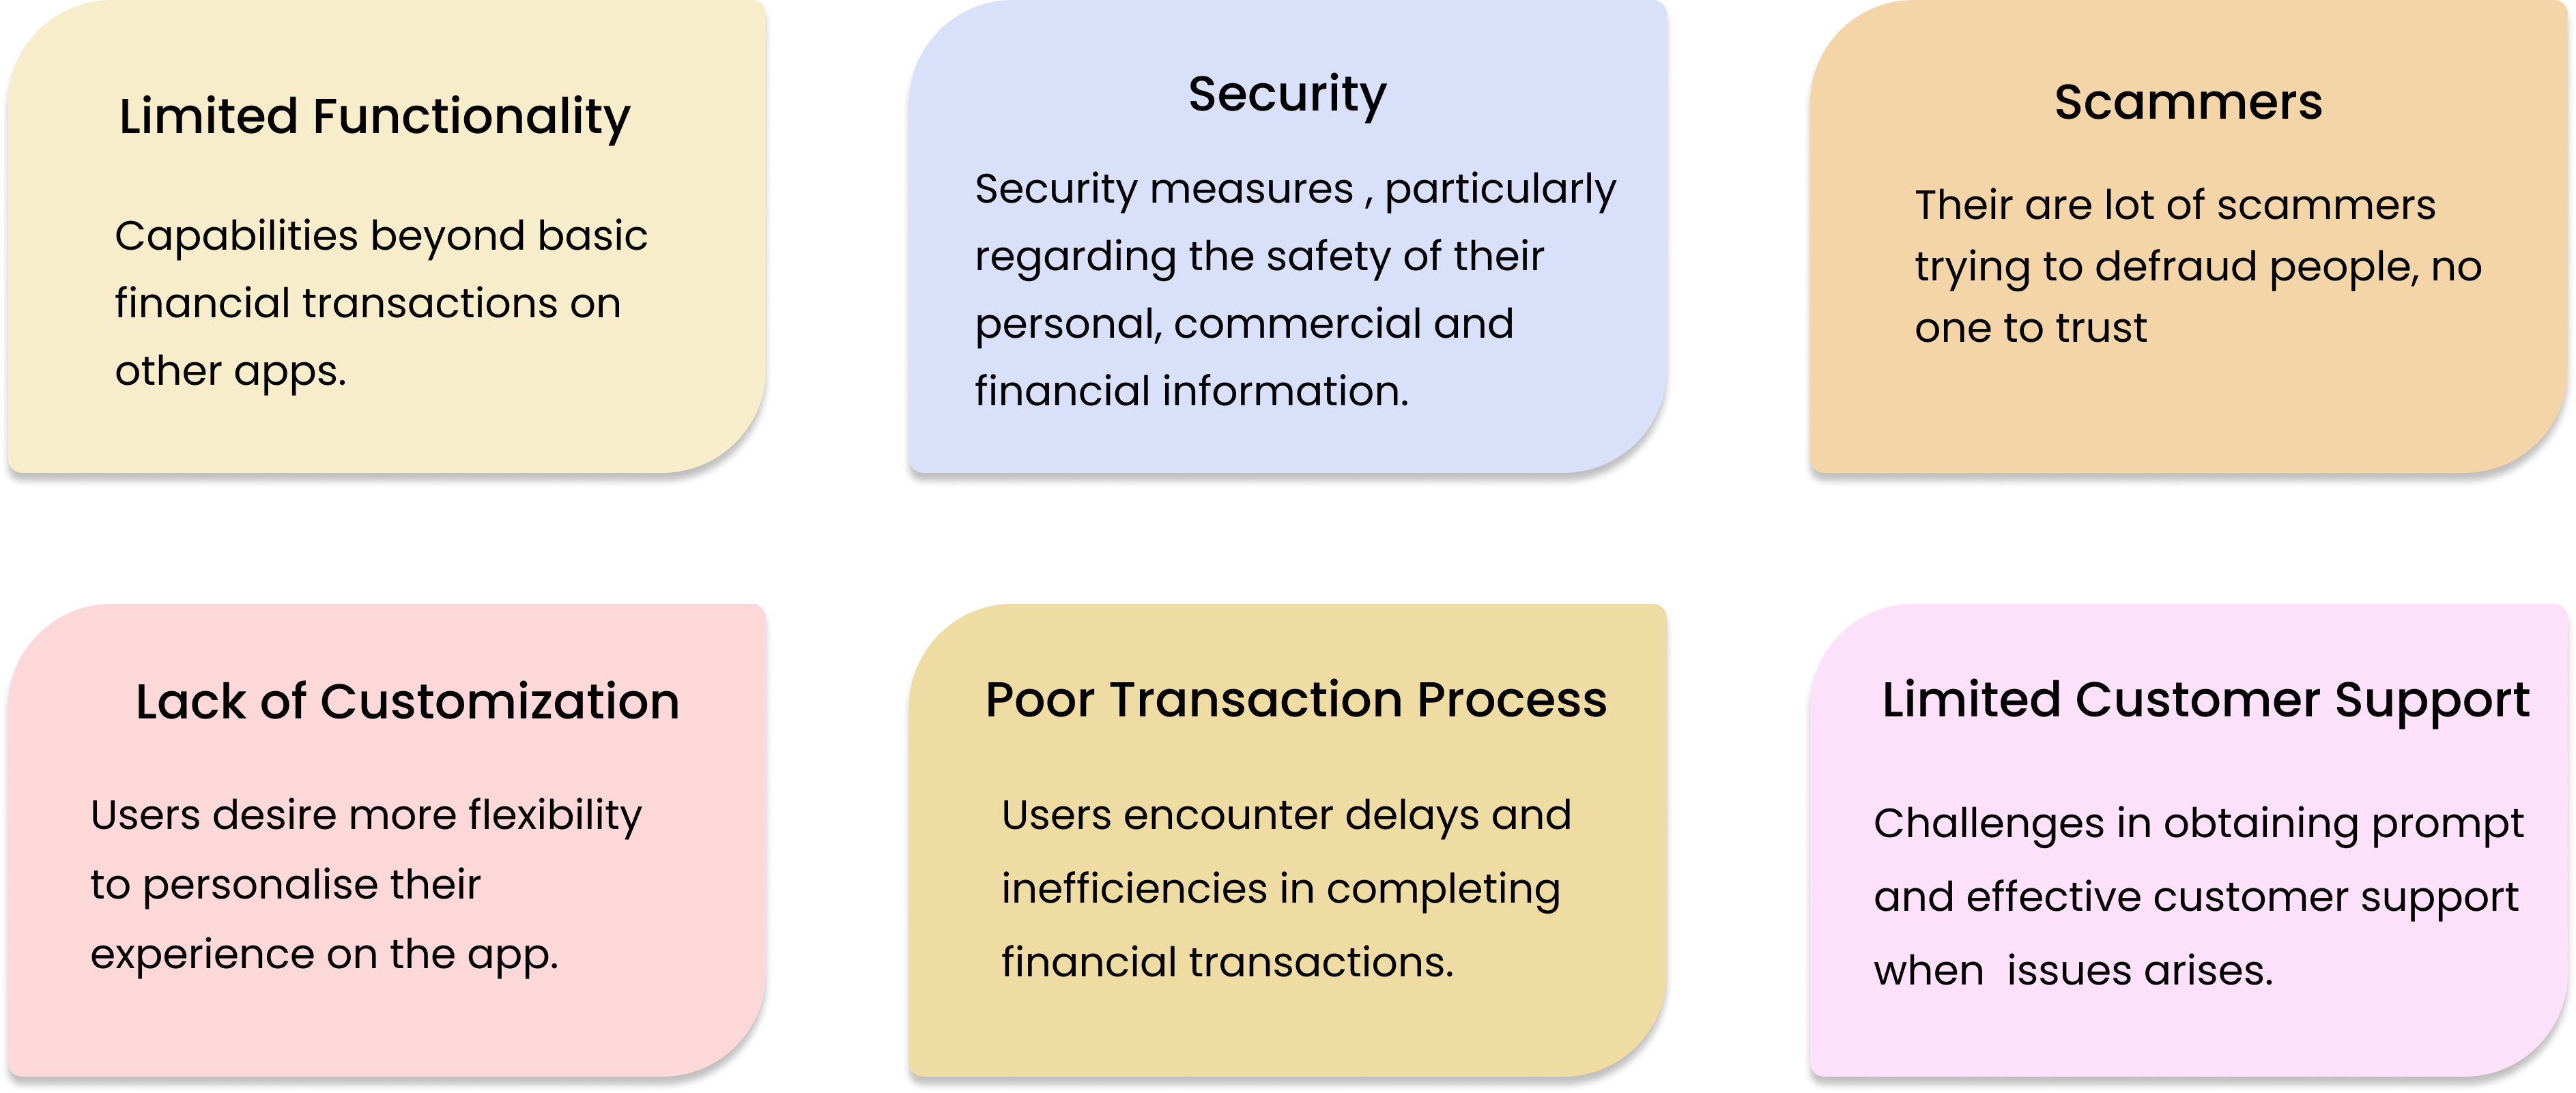 Limited Functionality
Capabilities beyond basic
financial transactions on
other apps.
Security
Security measures , particularly
regarding the safety of their
personal, commercial and
financial information.
Scammers
Their are lot of scammers
trying to defraud people, no
one to trust
Lack of Customization
Users desire more flexibility
to personalise their
experience on the app.
Poor Transaction Process
Users encounter delays and
inefficiencies in completing
financial transactions.
Limited Customer Support
Challenges in obtaining prompt
and effective customer support
when  issues arises.